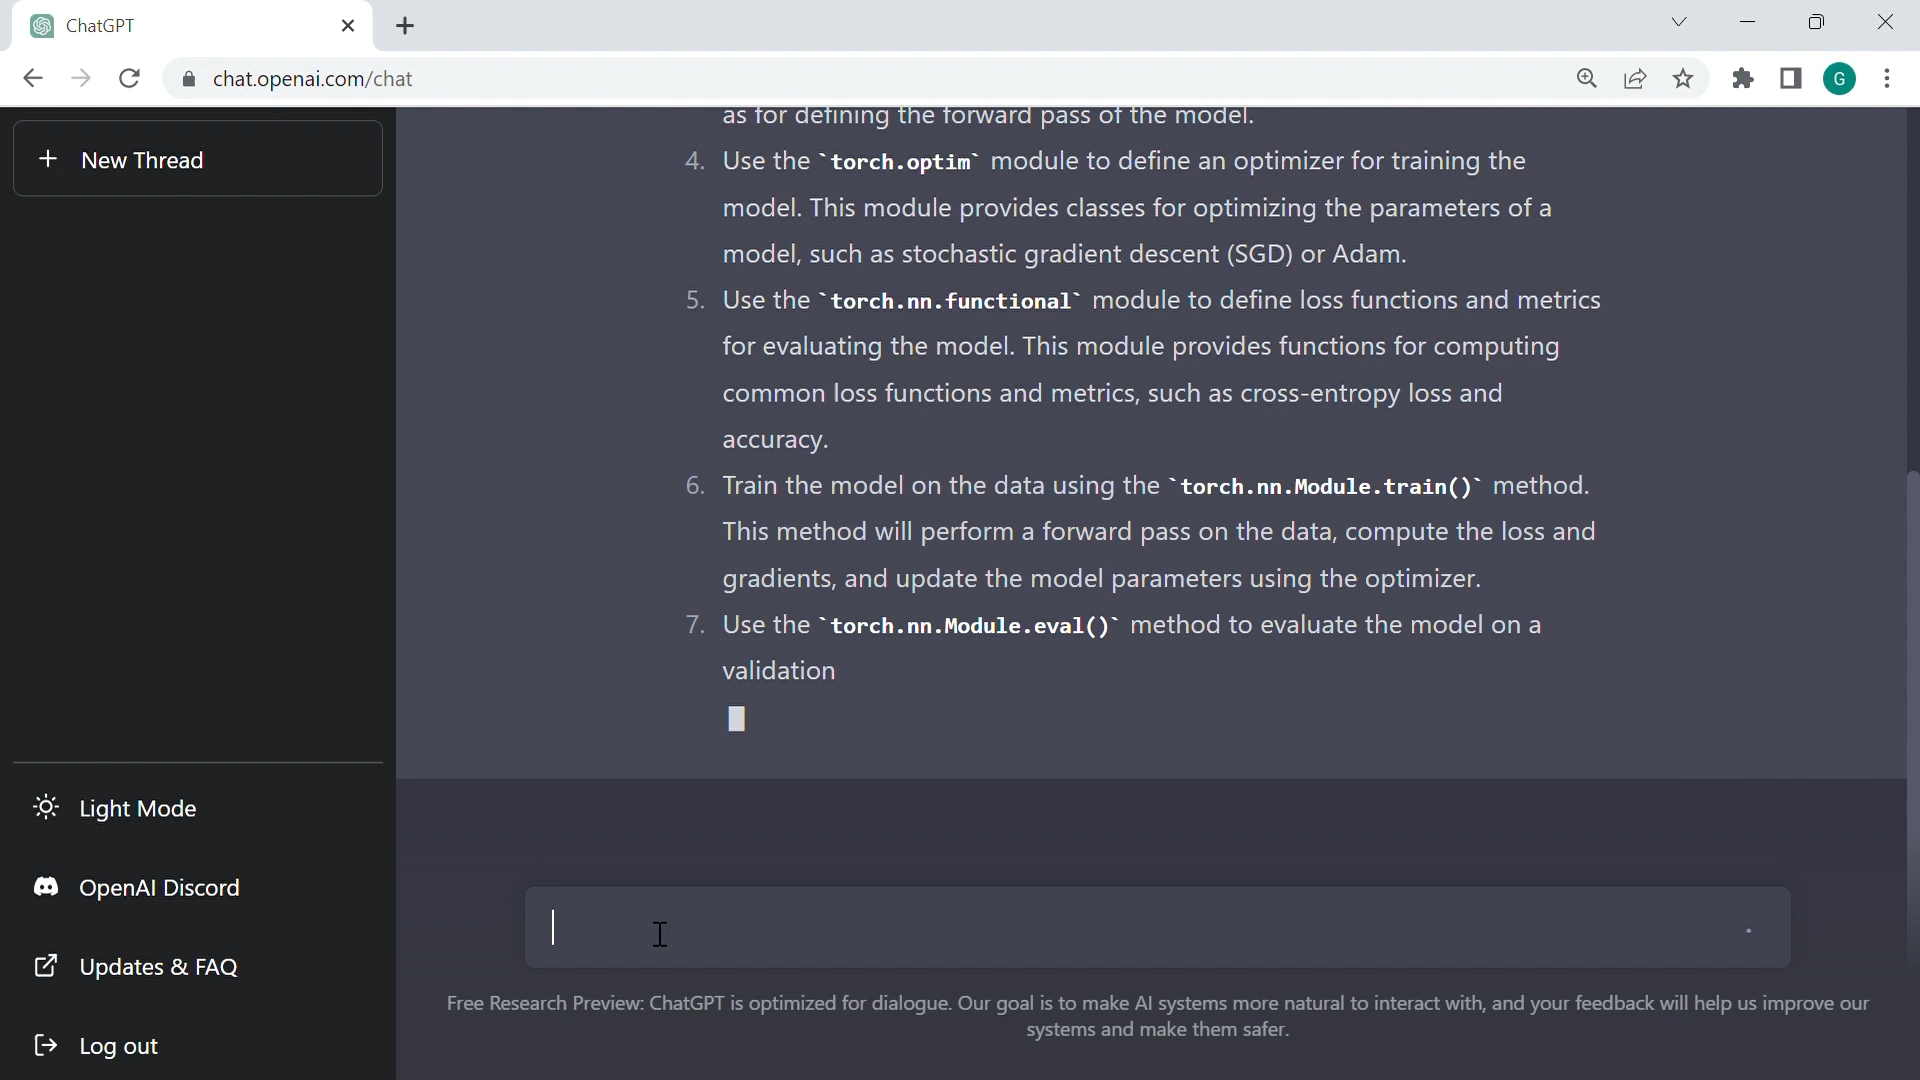 ChatGPT
chat.openai.com/chat
G
New Thread
as for defining the forward pass of the model.
4. Use the `torch.optim` module to define an optimizer for training the
model. This module provides classes for optimizing the parameters of a
model, such as stochastic gradient descent (SGD) or Adam.
5. Use the `torch.nn.functional` module to define loss functions and metrics
for evaluating the model. This module provides functions for computing
common loss functions and metrics, such as cross-entropy loss and
accuracy.
6. Train the model on the data using the `torch.nn.Module.train()` method.
This method will perform a forward pass on the data, compute the loss and
gradients, and update the model parameters using the optimizer.
7. Use the `torch.nn.Module.eval()` method to evaluate the model on a
validation
Light Mode
OpenAI Discord
Updates & FAQ
Log out
Free Research Preview: ChatGPT is optimized for dialogue. Our goal is to make AI systems more natural to interact with, and your feedback will help us improve our
systems and make them safer.